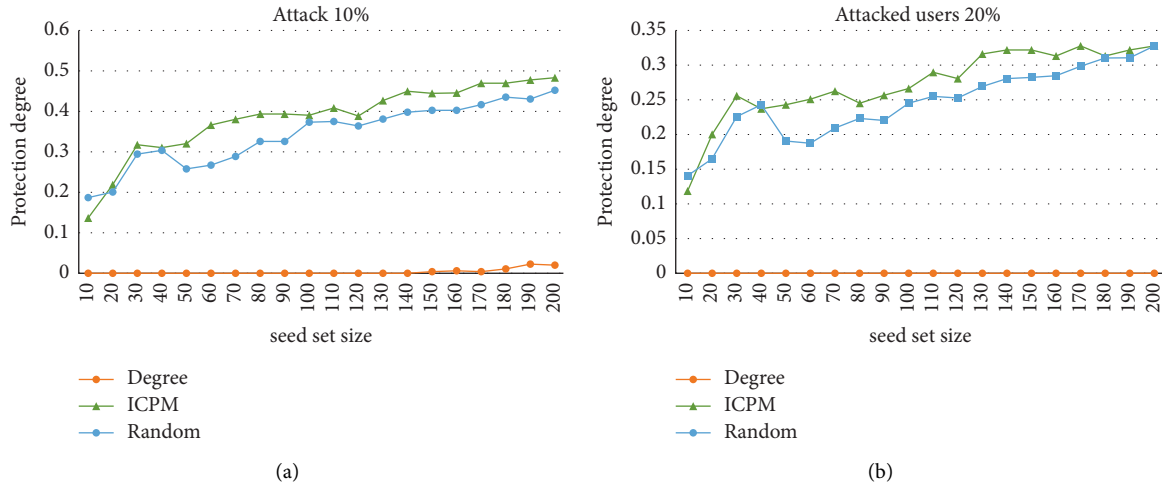 Attack 10%
0.6
0.5
0.4
0.3
0.2
0.1
0
Protection degree
10 20 30 40 50 60 70 80 90 100 110 120 130 140 150 160 170 180 190 200
seed set size
Degree
ICPM
Random
(a)
Attacked users 20%
0.35
0.3
0.25
0.2
0.15
0.1
0.05
0
Protection degree
10 20 30 40 50 60 70 80 90 100 110 120 130 140 150 160 170 180 190 200
seed set size
Degree
ICPM
Random
(b)